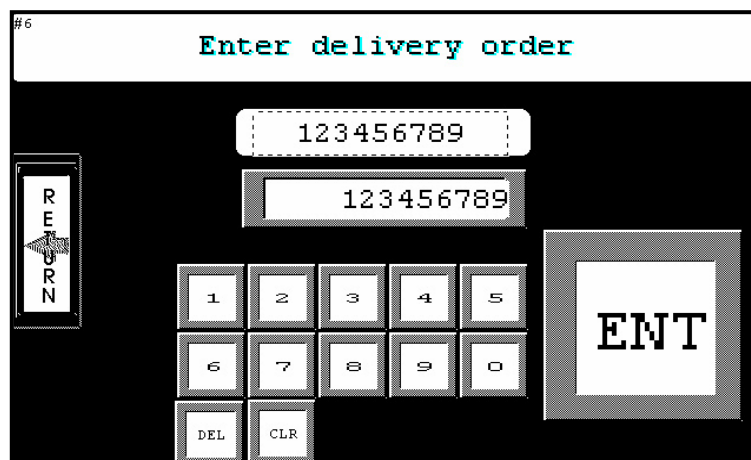 #6
Enter delivery order
123456789
123456789
RETURN
1 2 3 4 5
ENT
6 7 8 9 0
DEL CLR